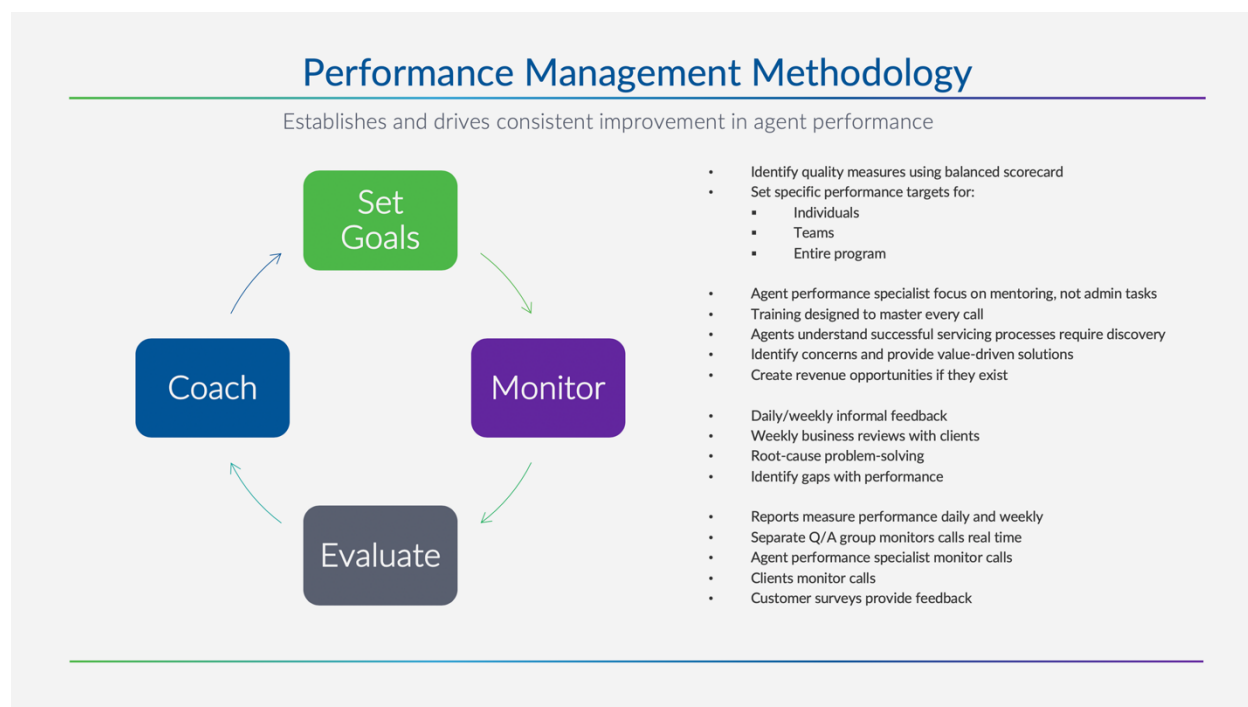 Performance Management Methodology
Establishes and drives consistent improvement in agent performance
Set
Goals
Monitor
Evaluate
Coach
• Identify quality measures using balanced scorecard
• Set specific performance targets for:
▪ Individuals
▪ Teams
▪ Entire program
• Agent performance specialist focus on mentoring, not admin tasks
• Training designed to master every call
• Agents understand successful servicing processes require discovery
• Identify concerns and provide value-driven solutions
• Create revenue opportunities if they exist
• Daily/weekly informal feedback
• Weekly business reviews with clients
• Root-cause problem-solving
• Identify gaps with performance
• Reports measure performance daily and weekly
• Separate Q/A group monitors calls real time
• Agent performance specialist monitor calls
• Clients monitor calls
• Customer surveys provide feedback